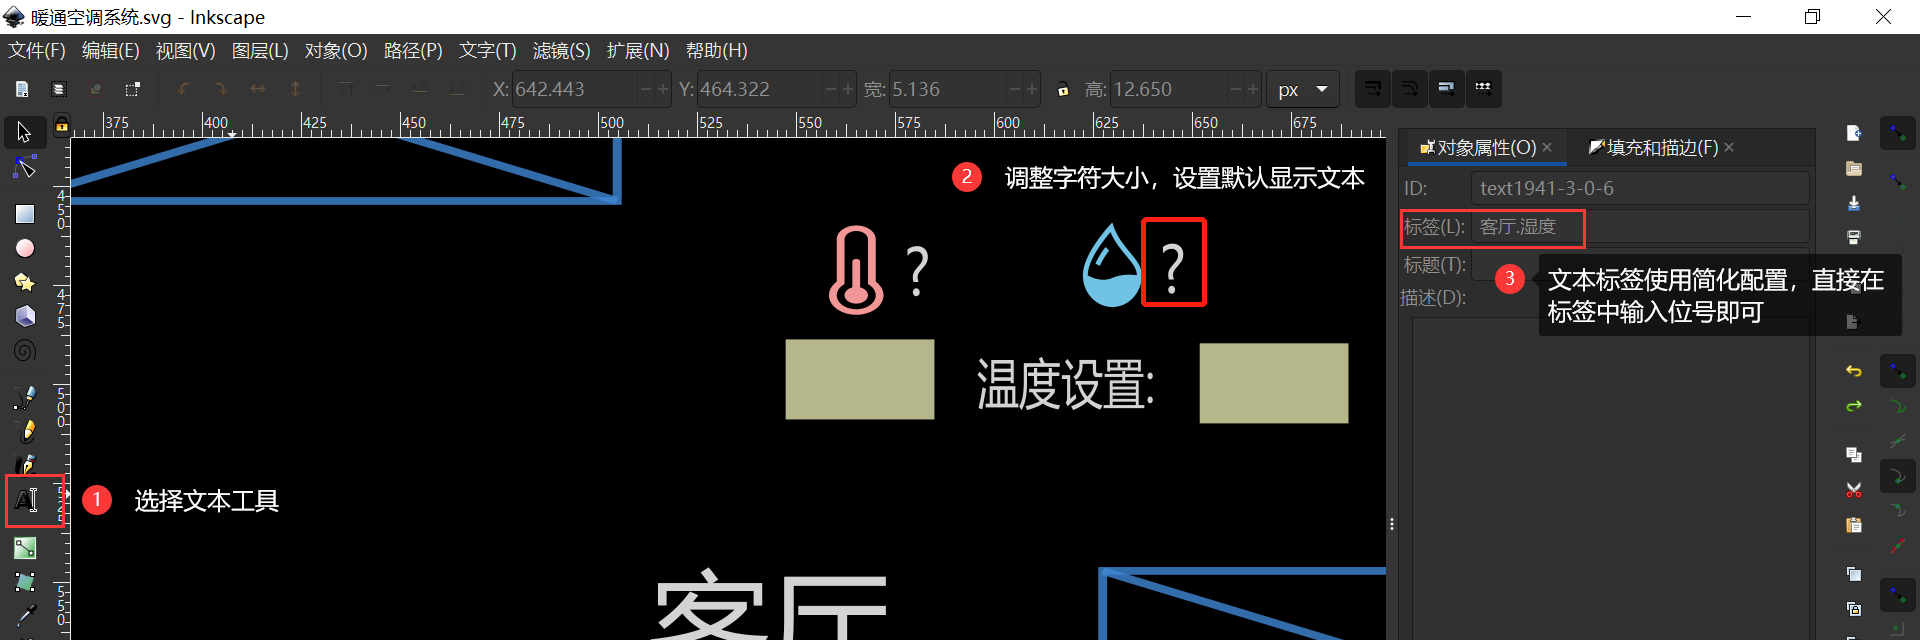 暖通空调系统.svg - Inkscape
文件(F) 编辑(E) 视图(V) 图层(L) 对象(O) 路径(P) 文字(T) 滤镜(S) 扩展(N) 帮助(H)
X: 642.443 Y: 464.322 宽: 5.136 高: 12.650 px
375 400 425 450 475 500 525 550 575 600 625 650 675
对象属性(O) 填充和描边(F)
2 调整字符大小，设置默认显示文本
ID: text1941-3-0-6
标签(L): 客厅.湿度
450
? ?
标题(T):
3 文本标签使用简化配置，直接在
标签中输入位号即可
描述(D):
475
温度设置:
500
1 选择文本工具
525
550
客厅